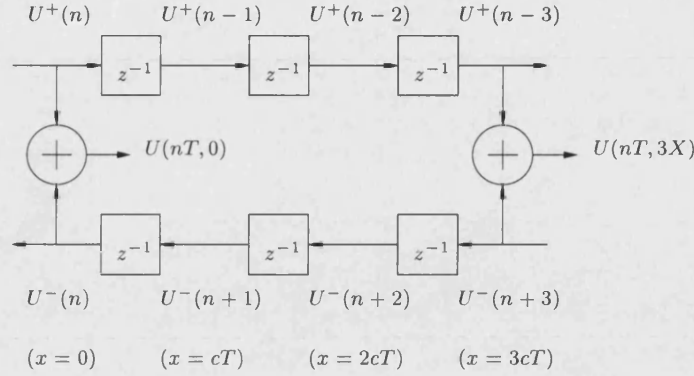 U⁺(n) U⁺(n − 1) U⁺(n − 2) U⁺(n − 3)
z⁻¹ z⁻¹ z⁻¹
+ U(nT, 0) + U(nT, 3X)
z⁻¹ z⁻¹ z⁻¹
U⁻(n) U⁻(n + 1) U⁻(n + 2) U⁻(n + 3)
(x = 0) (x = cT) (x = 2cT) (x = 3cT)